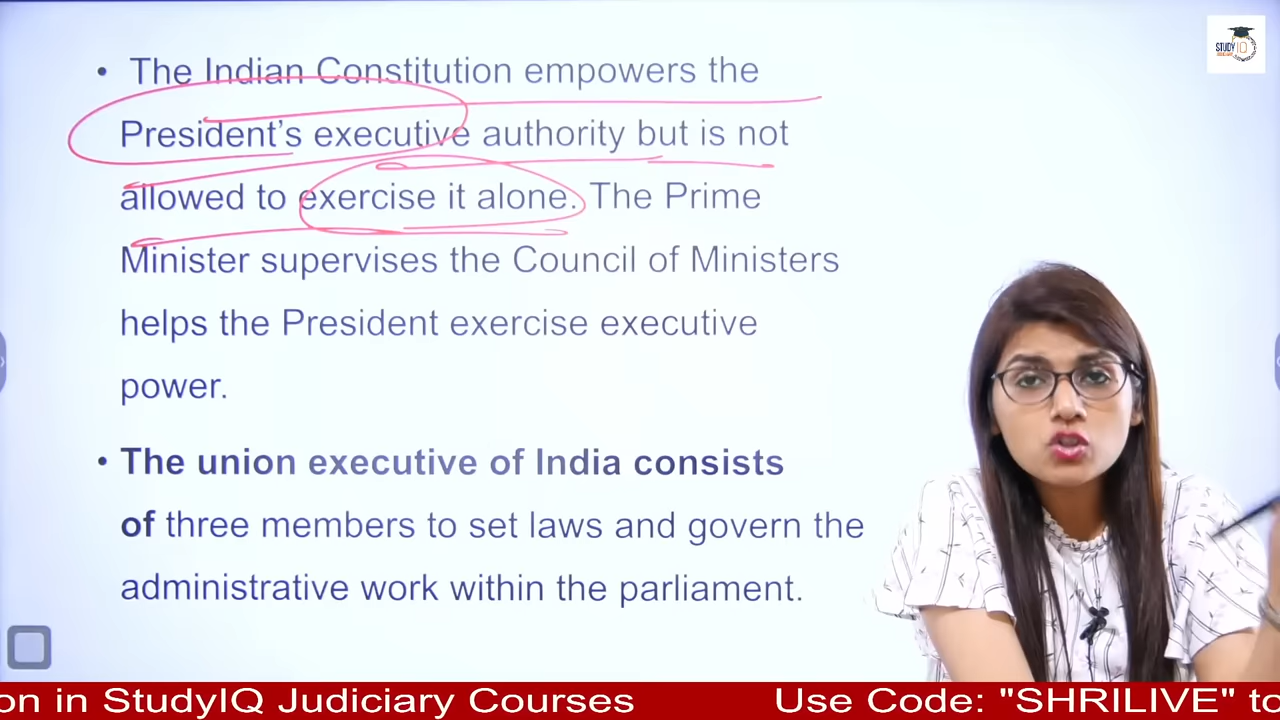 STUDY IQ
• The Indian Constitution empowers the
President's executive authority but is not
allowed to exercise it alone. The Prime
Minister supervises the Council of Ministers
helps the President exercise executive
power.
• The union executive of India consists
of three members to set laws and govern the
administrative work within the parliament.
on in StudyIQ Judiciary Courses Use Code: "SHRILIVE" to